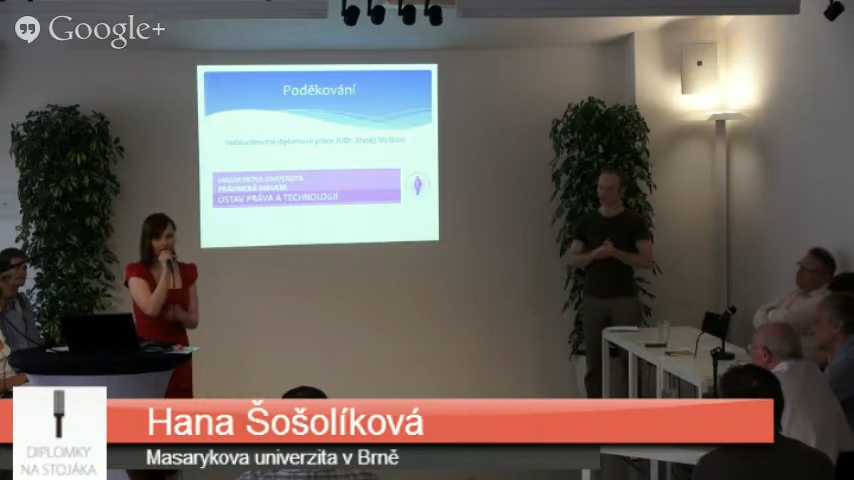 Google+
Poděkování
MASARYKOVA UNIVERZITA
PRÁVNICKÁ FAKULTA
ÚSTAV PRÁVA A TECHNOLOGIÍ
Hana Šošolíková
Masarykova univerzita v Brně
DIPLOMKY
NA STOJÁKA